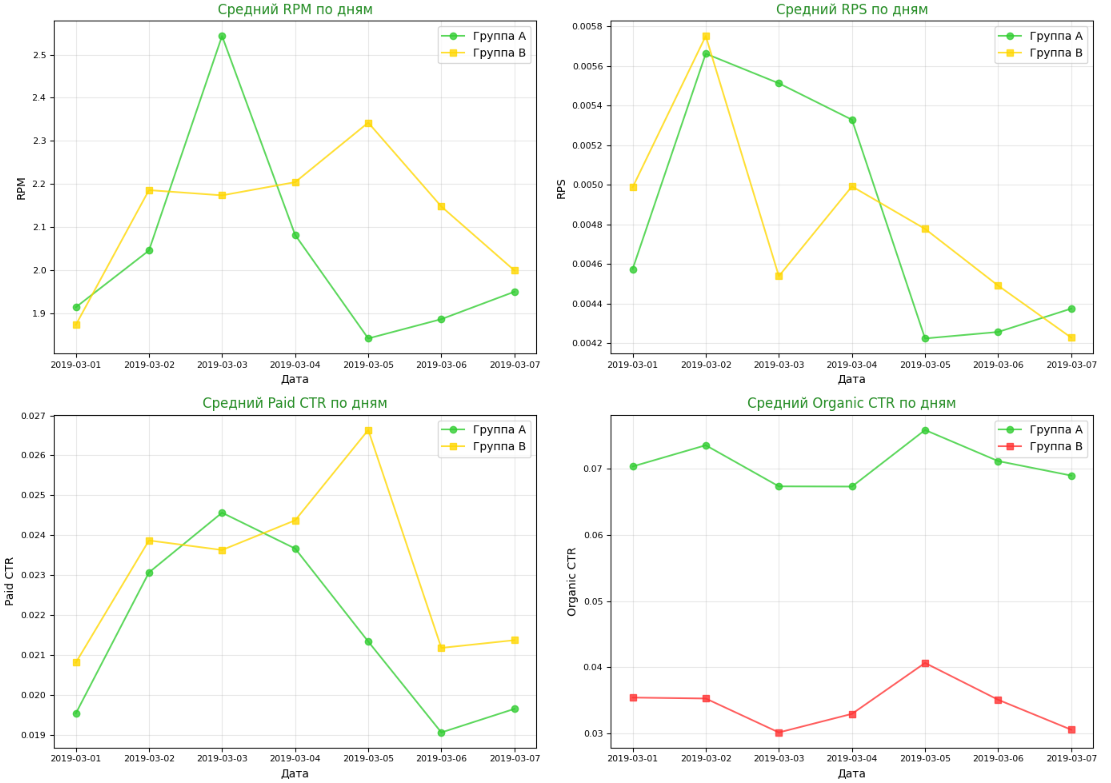 Средний RPM по дням
Группа A
Группа B
RPM
2.5
2.4
2.3
2.2
2.1
2.0
1.9
2019-03-01 2019-03-02 2019-03-03 2019-03-04 2019-03-05 2019-03-06 2019-03-07
Дата
Средний RPS по дням
Группа A
Группа B
RPS
0.0058
0.0056
0.0054
0.0052
0.0050
0.0048
0.0046
0.0044
0.0042
2019-03-01 2019-03-02 2019-03-03 2019-03-04 2019-03-05 2019-03-06 2019-03-07
Дата
Средний Paid CTR по дням
Группа A
Группа B
Paid CTR
0.027
0.026
0.025
0.024
0.023
0.022
0.021
0.020
0.019
2019-03-01 2019-03-02 2019-03-03 2019-03-04 2019-03-05 2019-03-06 2019-03-07
Дата
Средний Organic CTR по дням
Группа A
Группа B
Organic CTR
0.07
0.06
0.05
0.04
0.03
2019-03-01 2019-03-02 2019-03-03 2019-03-04 2019-03-05 2019-03-06 2019-03-07
Дата